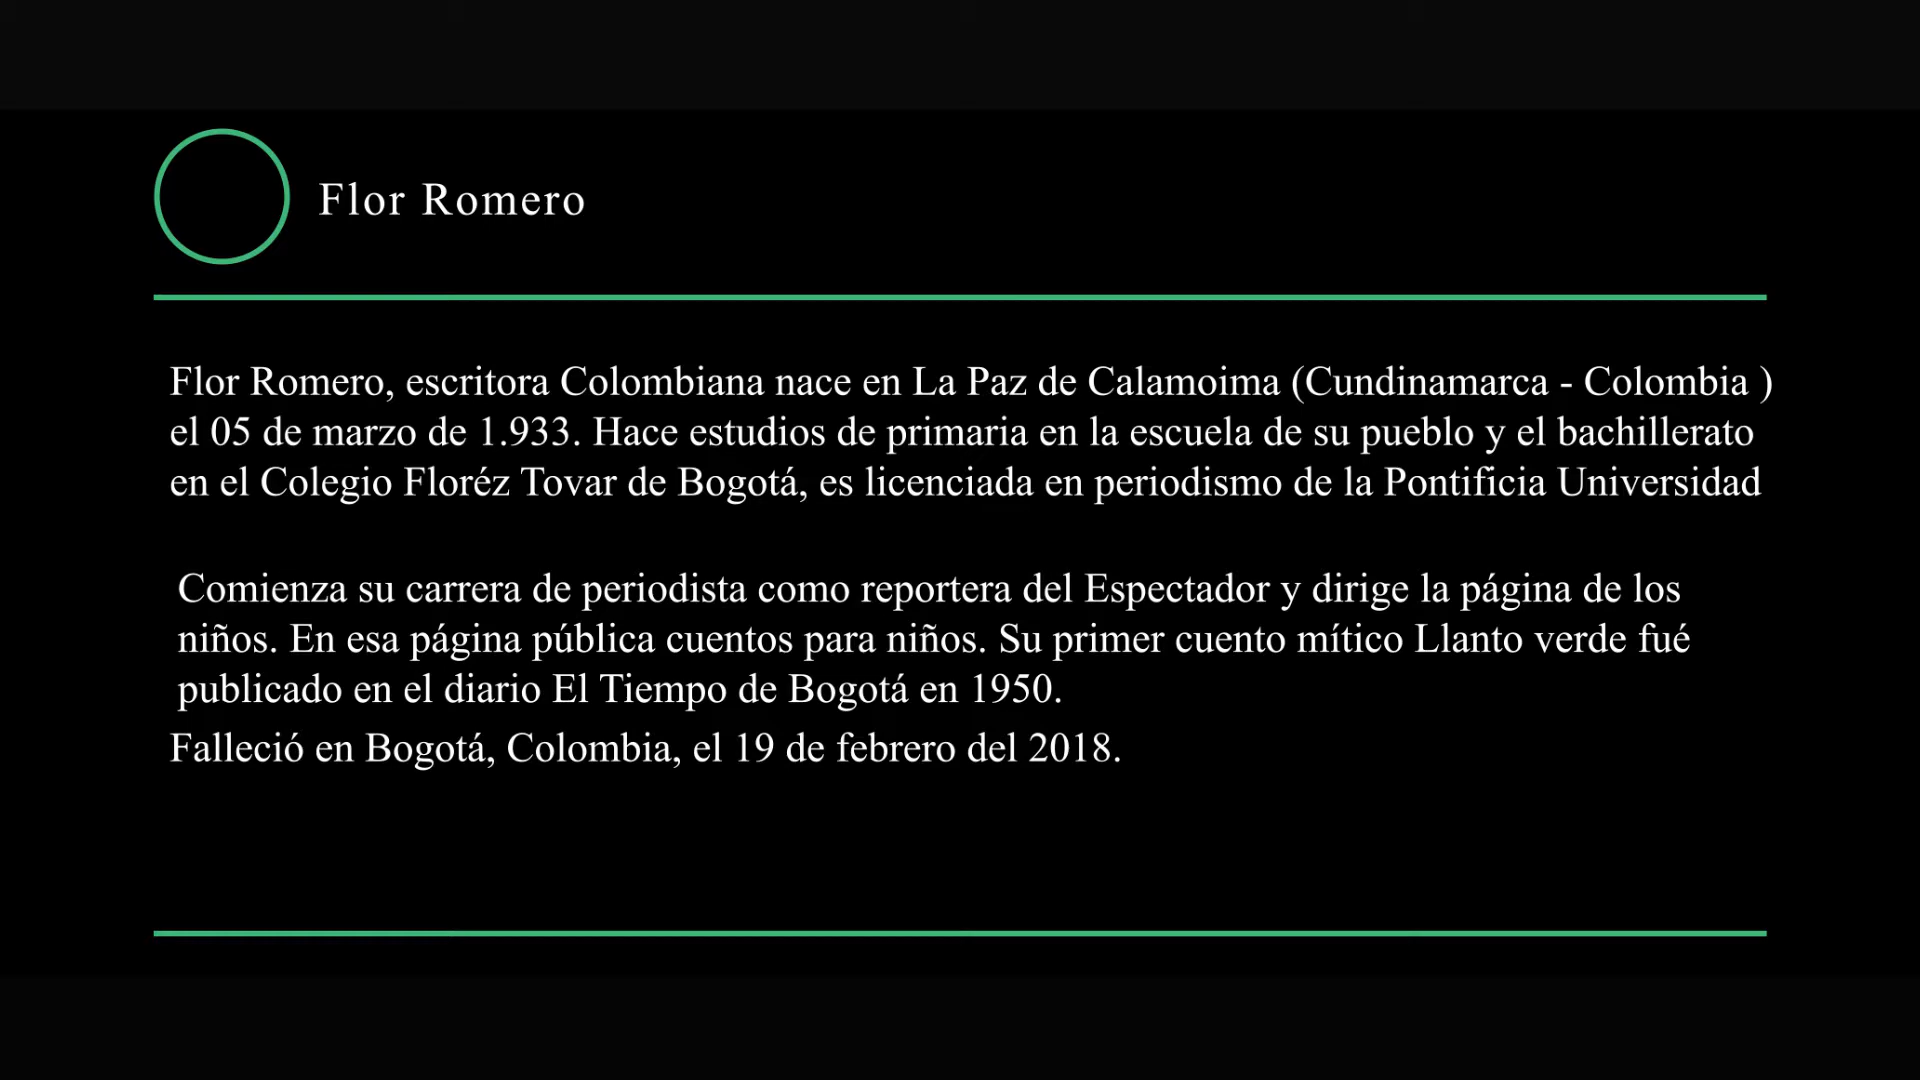 Flor Romero
Flor Romero, escritora Colombiana nace en La Paz de Calamoima (Cundinamarca - Colombia )
el 05 de marzo de 1.933. Hace estudios de primaria en la escuela de su pueblo y el bachillerato
en el Colegio Floréz Tovar de Bogotá, es licenciada en periodismo de la Pontificia Universidad
Comienza su carrera de periodista como reportera del Espectador y dirige la página de los
niños. En esa página pública cuentos para niños. Su primer cuento mítico Llanto verde fué
publicado en el diario El Tiempo de Bogotá en 1950.
Falleció en Bogotá, Colombia, el 19 de febrero del 2018.